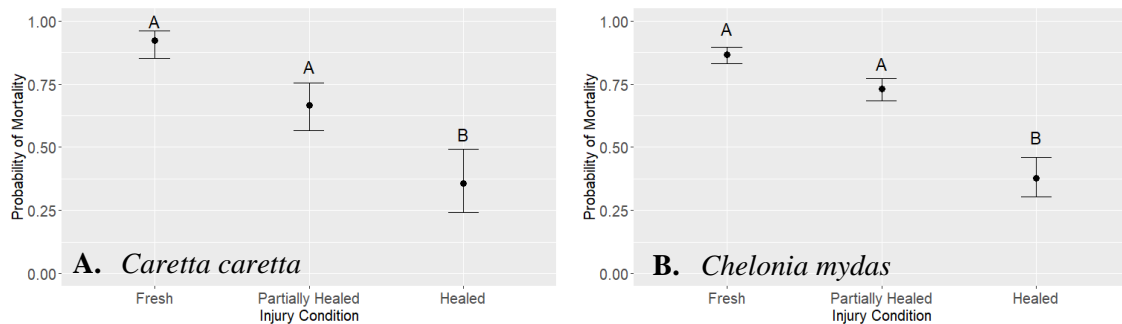 1.00
0.75
0.50
0.25
0.00
Probability of Mortality
A
A
B
A. Caretta caretta
Fresh Partially Healed Healed
Injury Condition
1.00
0.75
0.50
0.25
0.00
Probability of Mortality
A
A
B
B. Chelonia mydas
Fresh Partially Healed Healed
Injury Condition